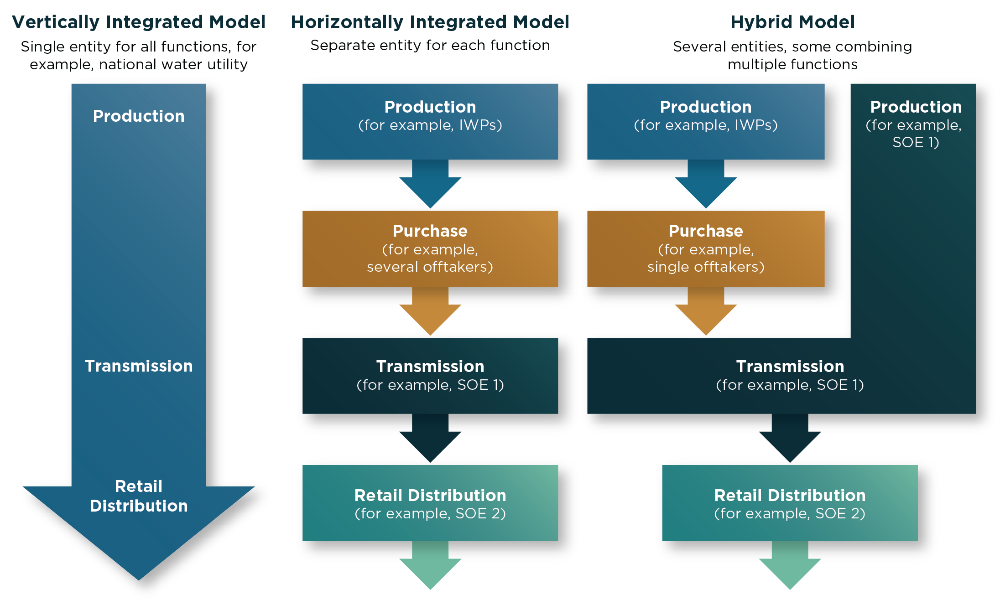 Vertically Integrated Model
Single entity for all functions, for
example, national water utility
Production
Transmission
Retail
Distribution
Horizontally Integrated Model
Separate entity for each function
Production
(for example, IWPs)
Purchase
(for example,
several offtakers)
Transmission
(for example, SOE 1)
Retail Distribution
(for example, SOE 2)
Hybrid Model
Several entities, some combining
multiple functions
Production
(for example, IWPs)
Production
(for example,
SOE 1)
Purchase
(for example,
single offtakers)
Transmission
(for example, SOE 1)
Retail Distribution
(for example, SOE 2)